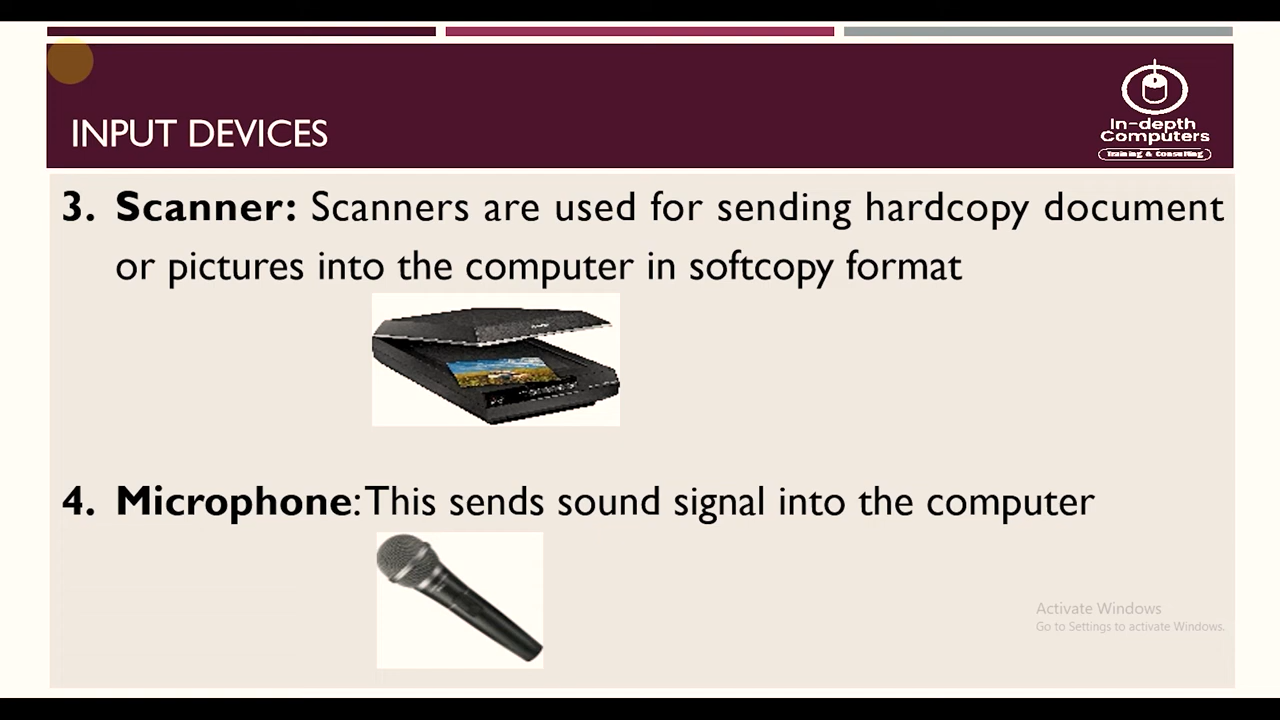 In-depth
Computers
Training & Consulting
INPUT DEVICES
3. Scanner: Scanners are used for sending hardcopy document
or pictures into the computer in softcopy format
4. Microphone: This sends sound signal into the computer
Activate Windows
Go to Settings to activate Windows.